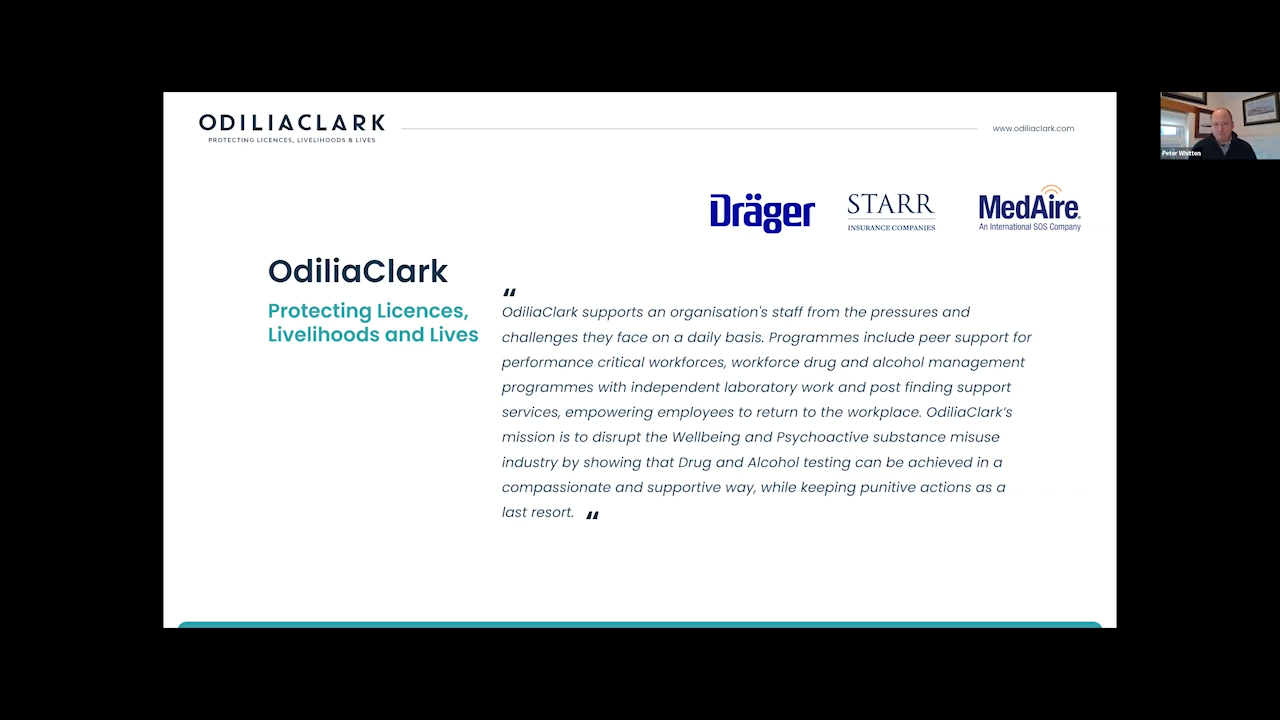 ODILIACLARK
PROTECTING LICENCES, LIVELIHOODS & LIVES
www.odiliaclark.com
Dräger
STARR
INSURANCE COMPANIES
MedAire®
An International SOS Company
Peter Whitten
OdiliaClark
Protecting Licences,
Livelihoods and Lives
“
OdiliaClark supports an organisation's staff from the pressures and
challenges they face on a daily basis. Programmes include peer support for
performance critical workforces, workforce drug and alcohol management
programmes with independent laboratory work and post finding support
services, empowering employees to return to the workplace. OdiliaClark’s
mission is to disrupt the Wellbeing and Psychoactive substance misuse
industry by showing that Drug and Alcohol testing can be achieved in a
compassionate and supportive way, while keeping punitive actions as a
last resort. “